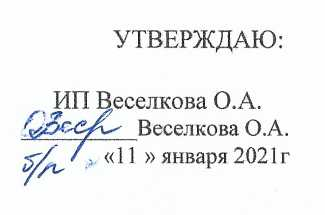 УТВЕРЖДАЮ:
ИП Веселкова О.А.
Веселкова О.А.
б/п «11 » января 2021г